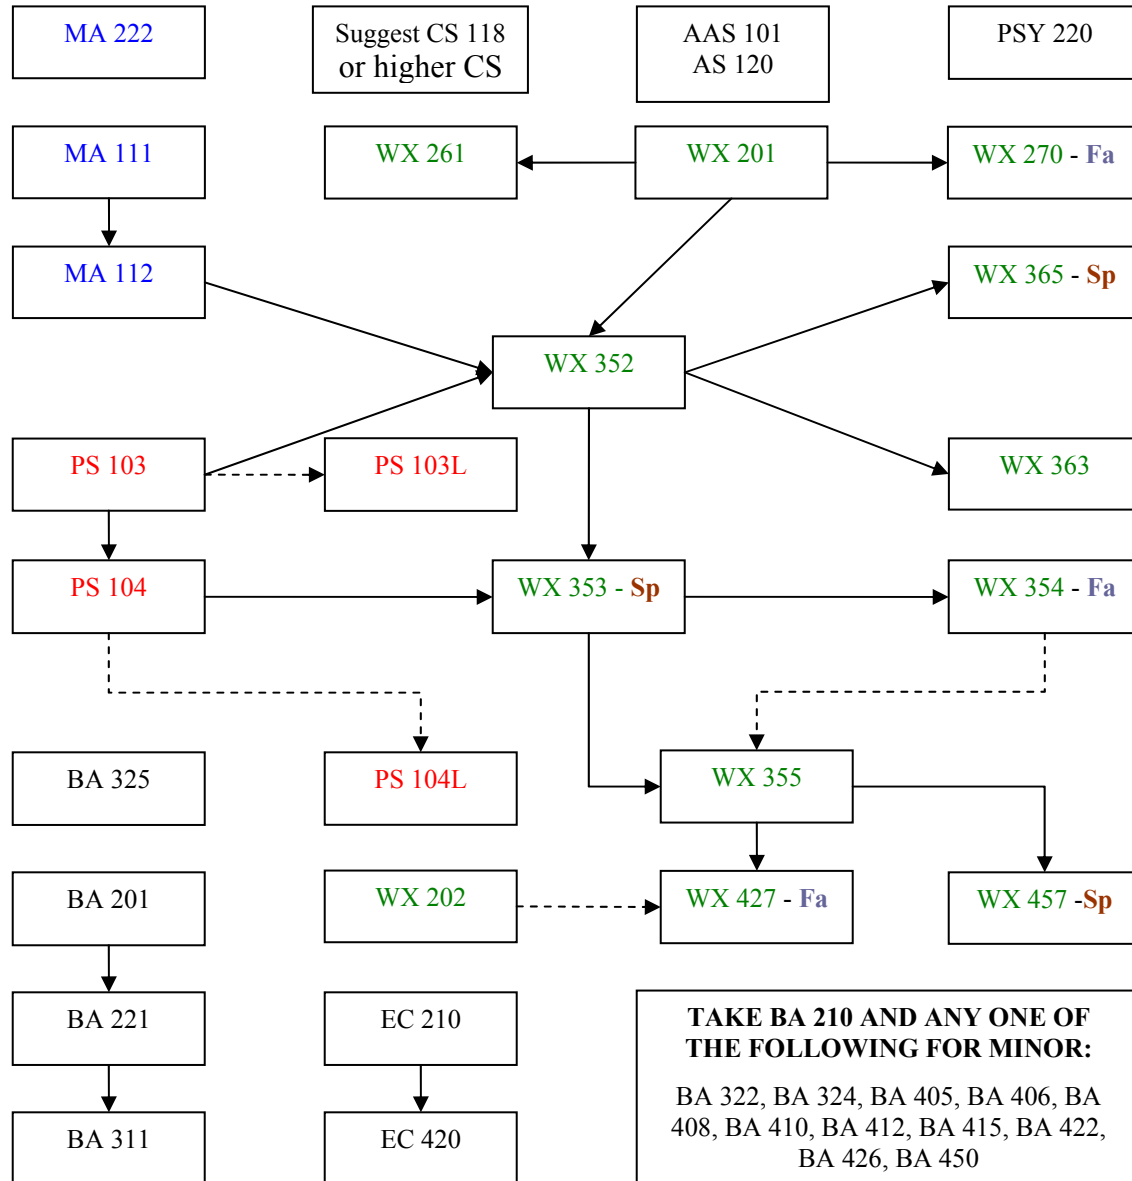 MA 222
Suggest CS 118
or higher CS
AAS 101
AS 120
PSY 220
MA 111
WX 261
WX 201
WX 270 - Fa
MA 112
WX 365 - Sp
WX 352
PS 103
PS 103L
WX 363
PS 104
WX 353 - Sp
WX 354 - Fa
BA 325
PS 104L
WX 355
BA 201
WX 202
WX 427 - Fa
WX 457 -Sp
BA 221
EC 210
BA 311
EC 420
TAKE BA 210 AND ANY ONE OF
THE FOLLOWING FOR MINOR:
BA 322, BA 324, BA 405, BA 406, BA
408, BA 410, BA 412, BA 415, BA 422,
BA 426, BA 450